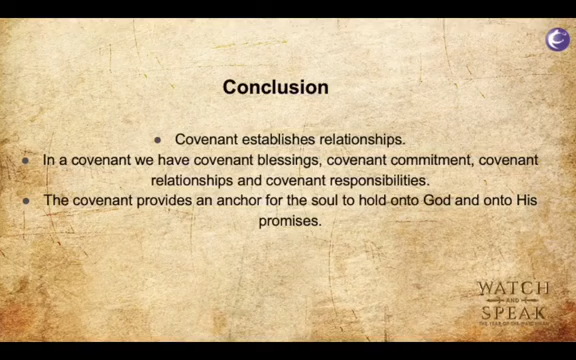 Conclusion
● Covenant establishes relationships.
● In a covenant we have covenant blessings, covenant commitment, covenant
relationships and covenant responsibilities.
● The covenant provides an anchor for the soul to hold onto God and onto His
promises.
WATCH
AND
SPEAK